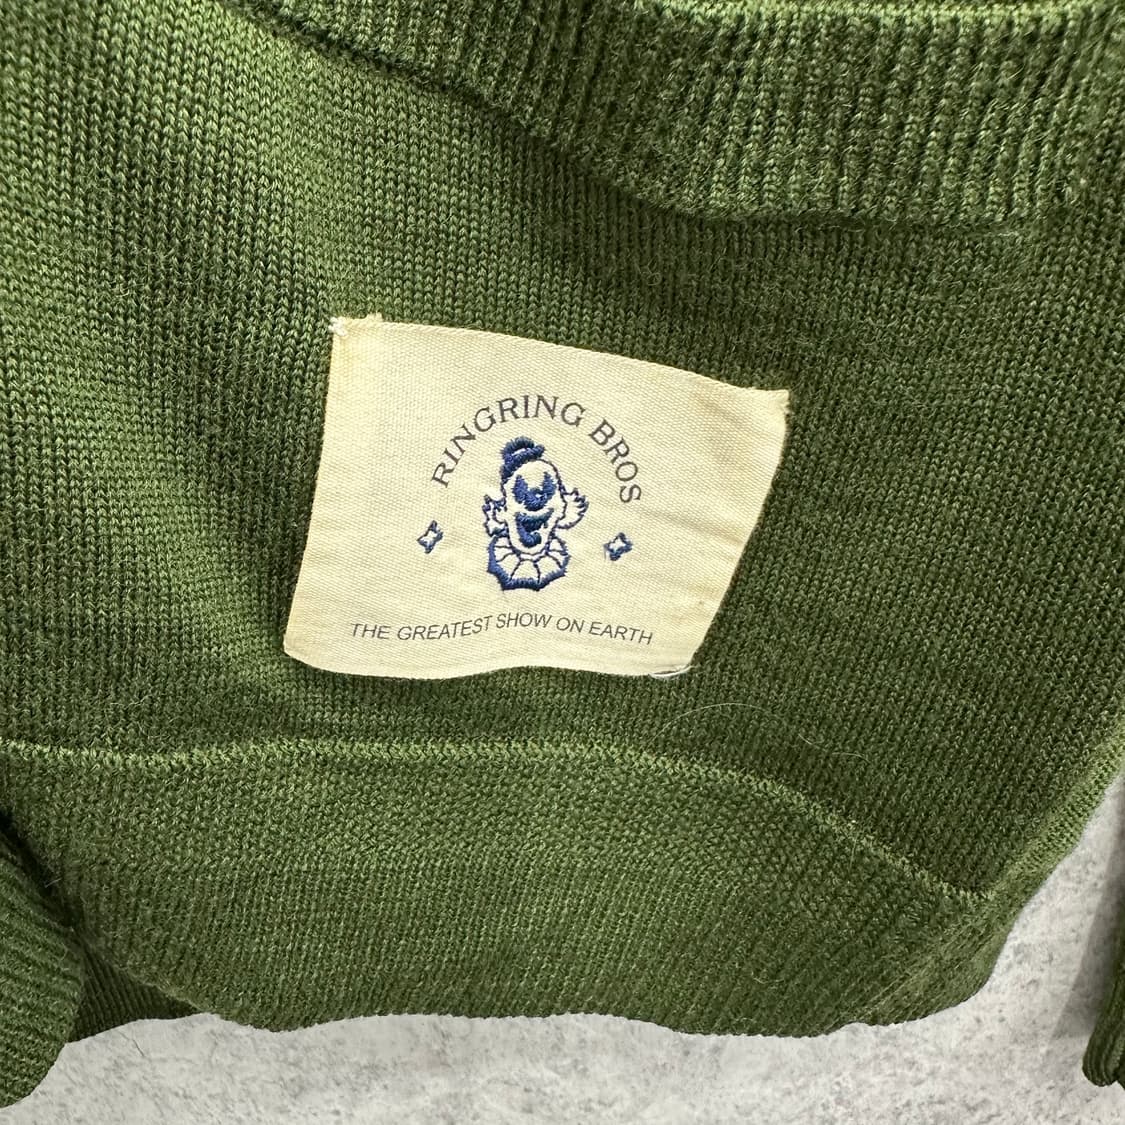 RINGRING BROS
THE GREATEST SHOW ON EARTH